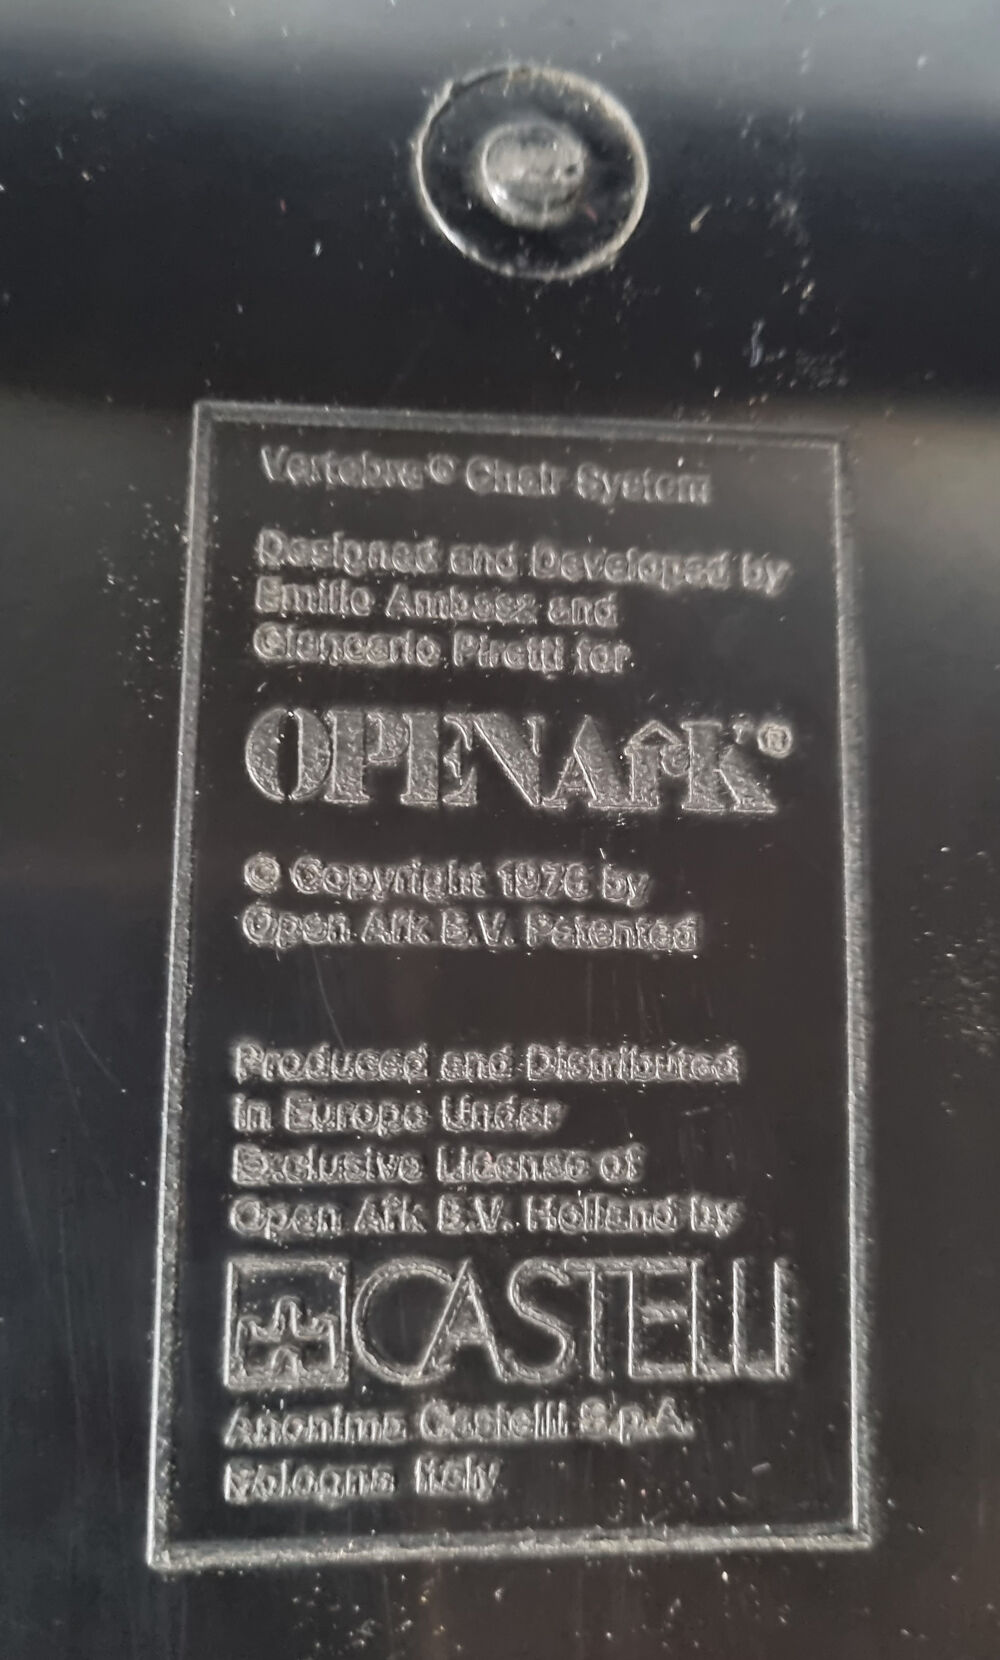 Vertebra® Chair System
Designed and Developed by
Emilio Ambasz and
Giancarlo Piretti for
OPENARK®
© Copyright 1976 by
Open Ark B.V. Patented
Produced and Distributed
in Europe Under
Exclusive License of
Open Ark B.V. Holland by
CASTELLI
Anonima Castelli S.p.A.
Bologna Italy